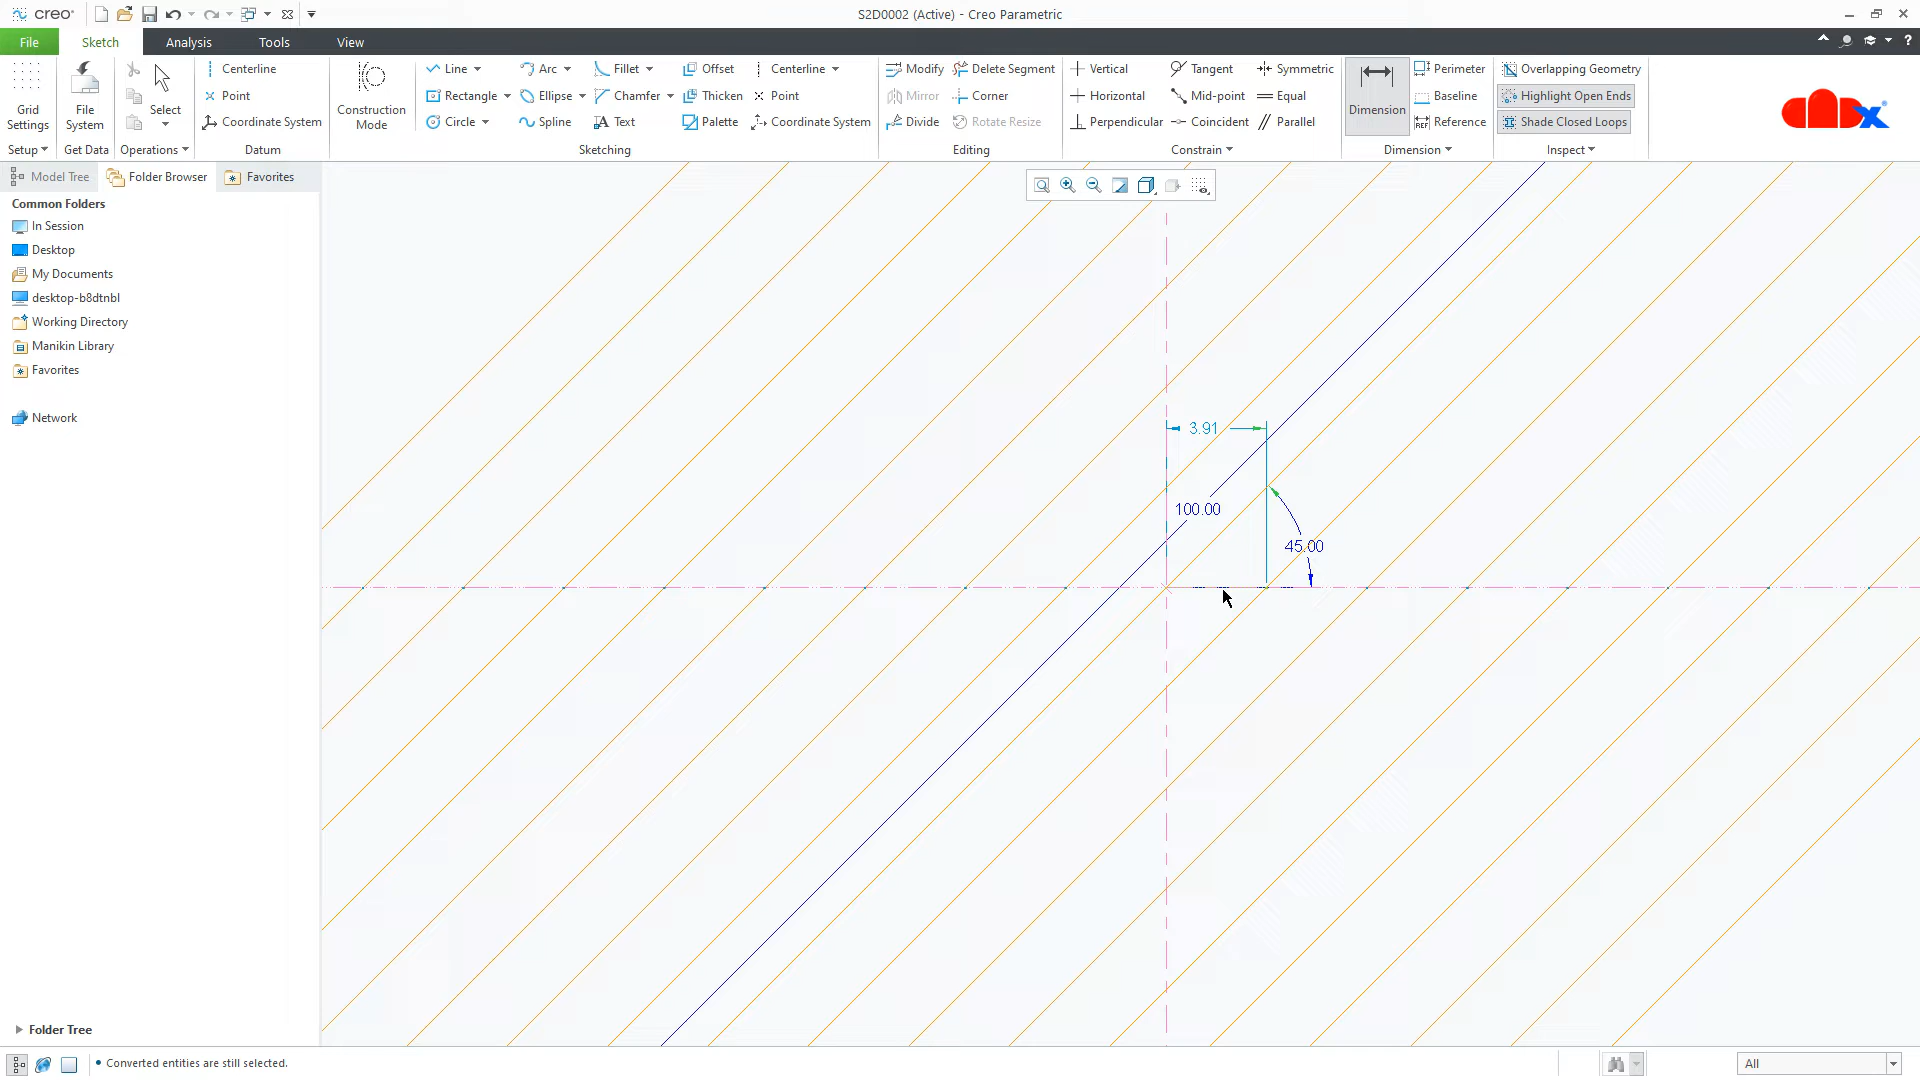 creo®
S2D0002 (Active) - Creo Parametric
File Sketch Analysis Tools View
Grid Settings
File System
Select
Centerline
Point
Coordinate System
Construction Mode
Line Arc Fillet Offset Centerline
Rectangle Ellipse Chamfer Thicken Point
Circle Spline Text Palette Coordinate System
Modify Delete Segment
Mirror Corner
Divide Rotate Resize
Vertical Tangent Symmetric
Horizontal Mid-point Equal
Perpendicular Coincident Parallel
Dimension
Perimeter
Baseline
Reference
Overlapping Geometry
Highlight Open Ends
Shade Closed Loops
Setup Get Data Operations Datum Sketching Editing Constrain Dimension Inspect
Model Tree Folder Browser Favorites
Common Folders
In Session
Desktop
My Documents
desktop-b8dtnbl
Working Directory
Manikin Library
Favorites
Network
3.91
100.00
45.00
Folder Tree
Converted entities are still selected.
All